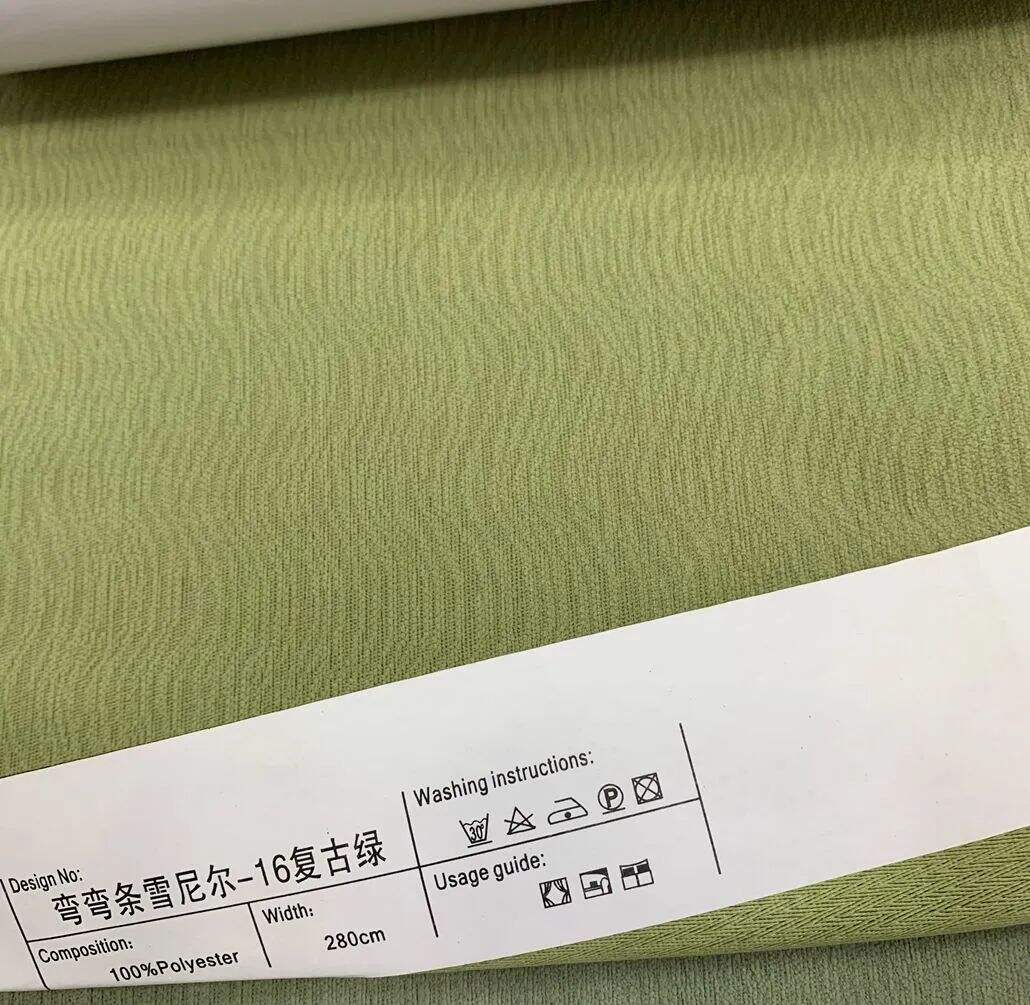 Design No:
弯弯条雪尼尔-16复古绿
Composition:
100%Polyester
Width:
280cm
Washing instructions:
30°
P
Usage guide: